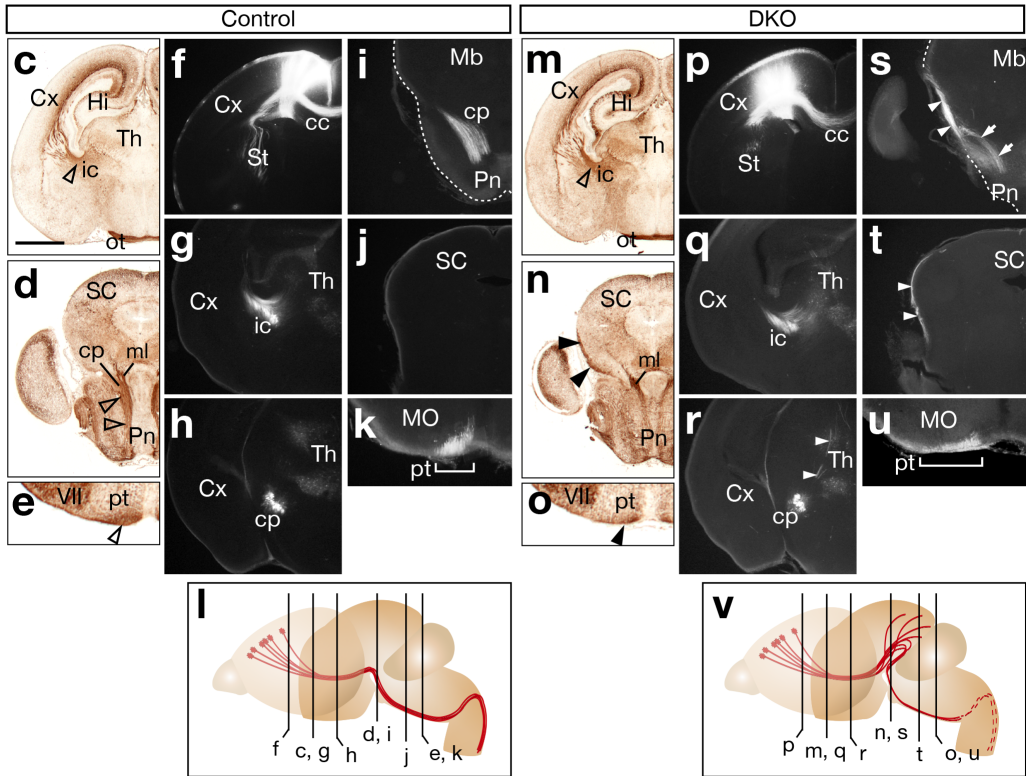 Control
DKO
c
Cx
Hi
Th
ic
ot
f
Cx
cc
St
i
Mb
cp
Pn
g
Th
Cx
ic
j
SC
d
SC
cp
ml
Pn
h
Th
Cx
cp
k
MO
pt
e
VII
pt
l
f
c, g
h
d, i
j
e, k
m
Cx
Hi
Th
ic
ot
p
Cx
cc
St
s
Mb
Pn
q
Th
Cx
ic
t
SC
n
SC
ml
Pn
r
Th
Cx
cp
u
MO
pt
o
VII
pt
v
p
m, q
r
n, s
t
o, u